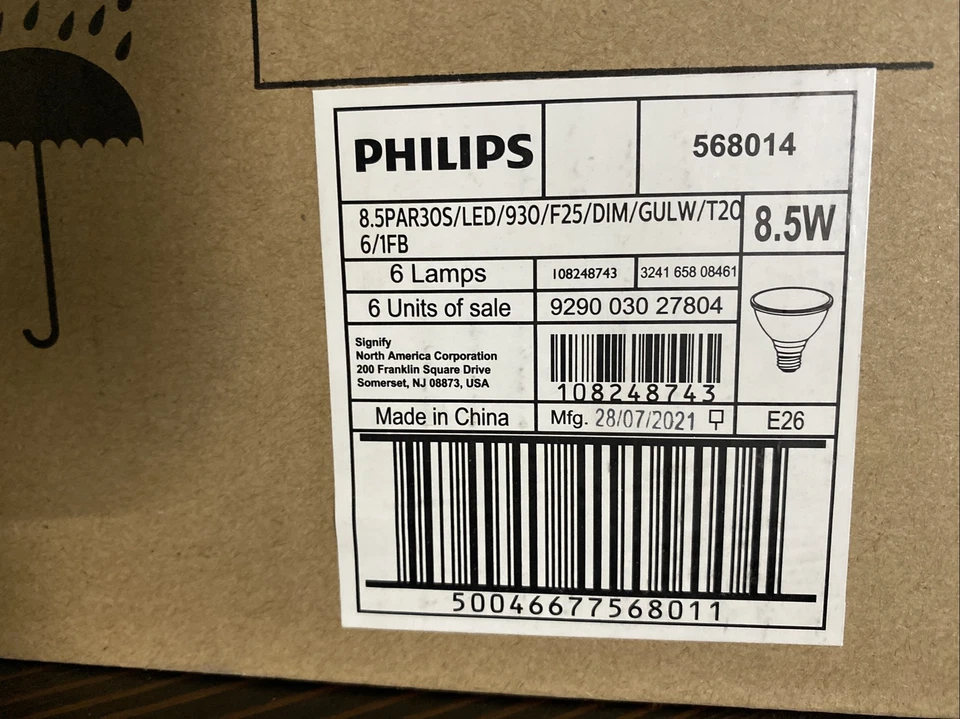 PHILIPS
568014
8.5PAR30S/LED/930/F25/DIM/GULW/T20
6/1FB
8.5W
6 Lamps
108248743
3241 658 08461
6 Units of sale
9290 030 27804
Signify
North America Corporation
200 Franklin Square Drive
Somerset, NJ 08873, USA
108248743
Made in China
Mfg. 28/07/2021
E26
50046677568011